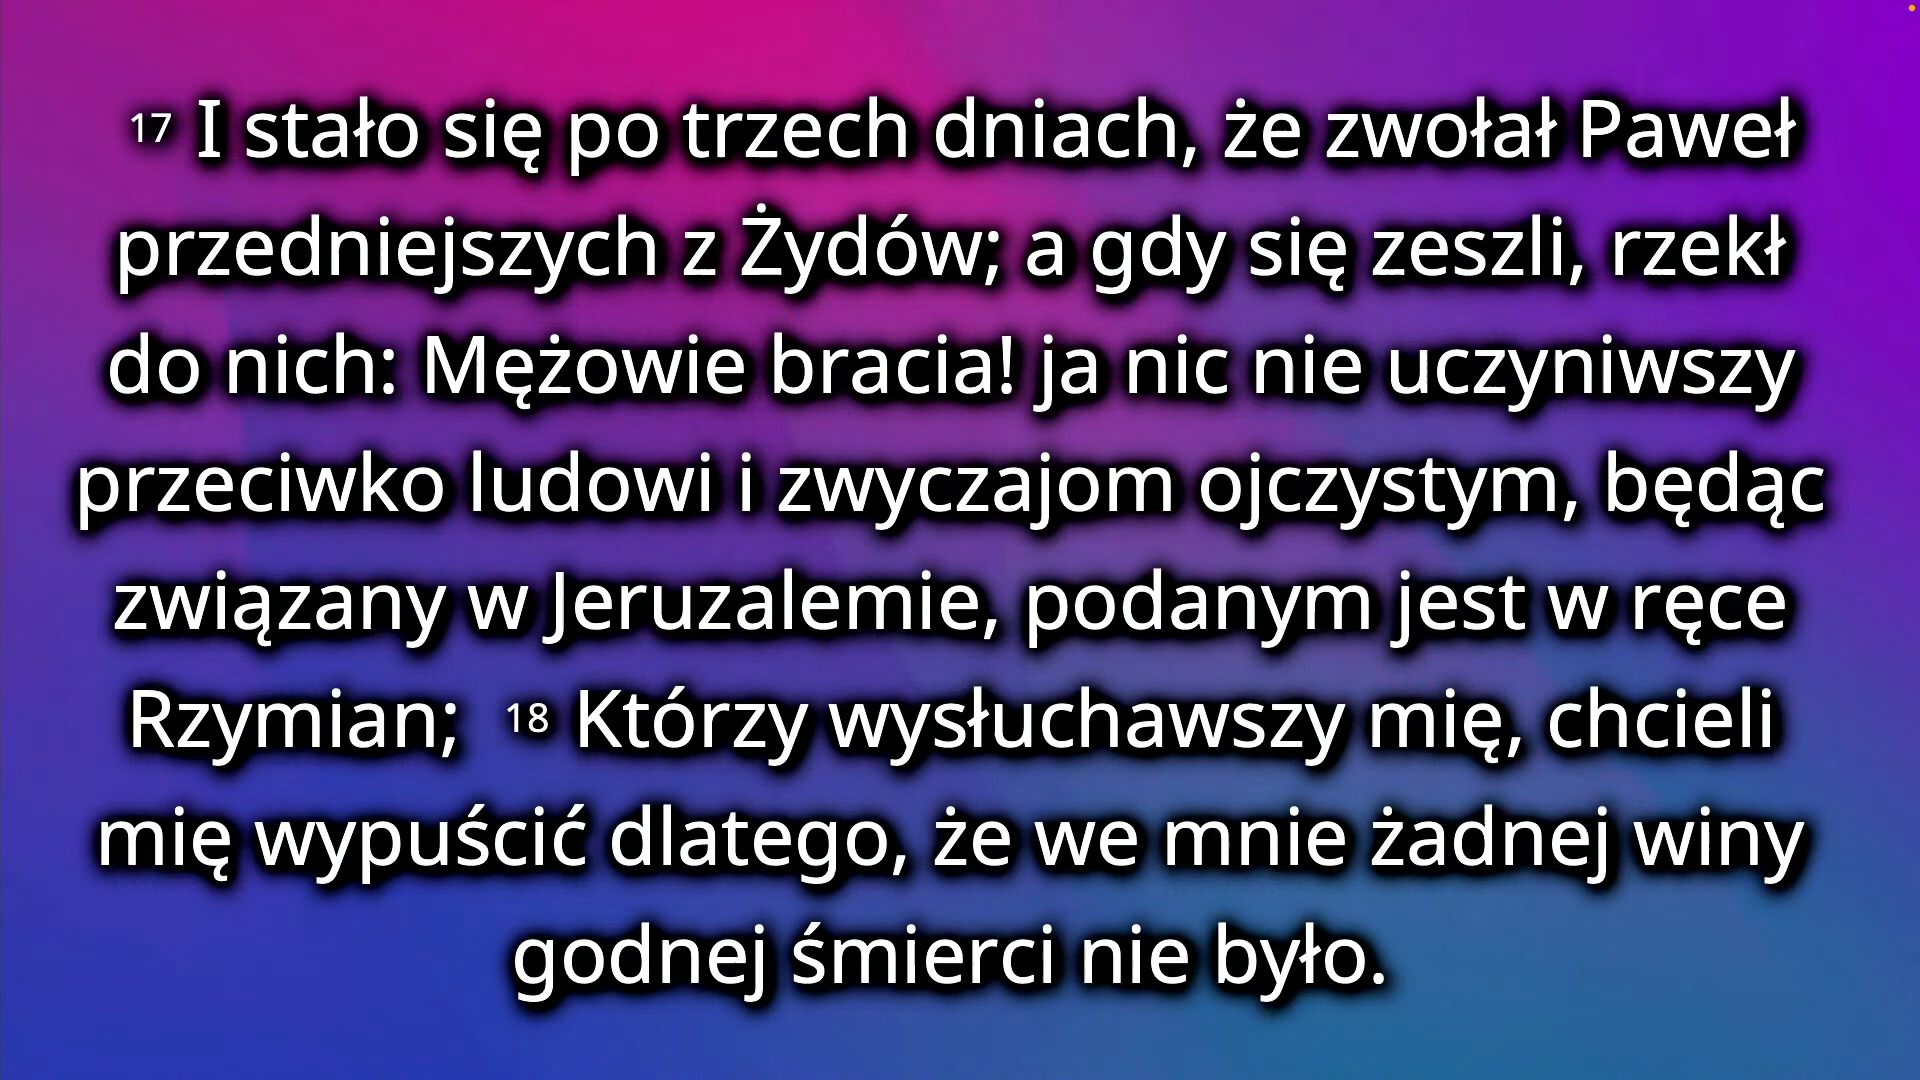 17 I stało się po trzech dniach, że zwołał Paweł
przedniejszych z Żydów; a gdy się zeszli, rzekł
do nich: Mężowie bracia! ja nic nie uczyniwszy
przeciwko ludowi i zwyczajom ojczystym, będąc
związany w Jeruzalemie, podanym jest w ręce
Rzymian; 18 Którzy wysłuchawszy mię, chcieli
mię wypuścić dlatego, że we mnie żadnej winy
godnej śmierci nie było.